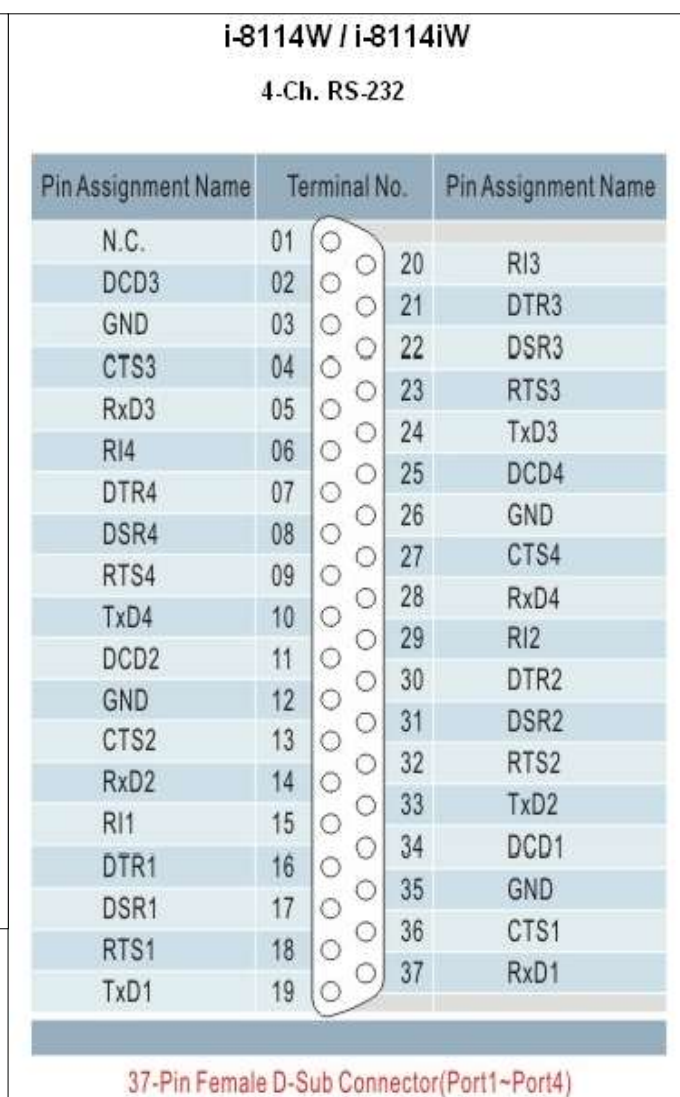 i-8114W / i-8114iW
4-Ch. RS-232
Pin Assignment Name Terminal No. Pin Assignment Name
N.C. 01
20 RI3
DCD3 02
21 DTR3
GND 03
22 DSR3
CTS3 04
23 RTS3
RxD3 05
24 TxD3
RI4 06
25 DCD4
DTR4 07
26 GND
DSR4 08
27 CTS4
RTS4 09
28 RxD4
TxD4 10
29 RI2
DCD2 11
30 DTR2
GND 12
31 DSR2
CTS2 13
32 RTS2
RxD2 14
33 TxD2
RI1 15
34 DCD1
DTR1 16
35 GND
DSR1 17
36 CTS1
RTS1 18
37 RxD1
TxD1 19
37-Pin Female D-Sub Connector(Port1~Port4)